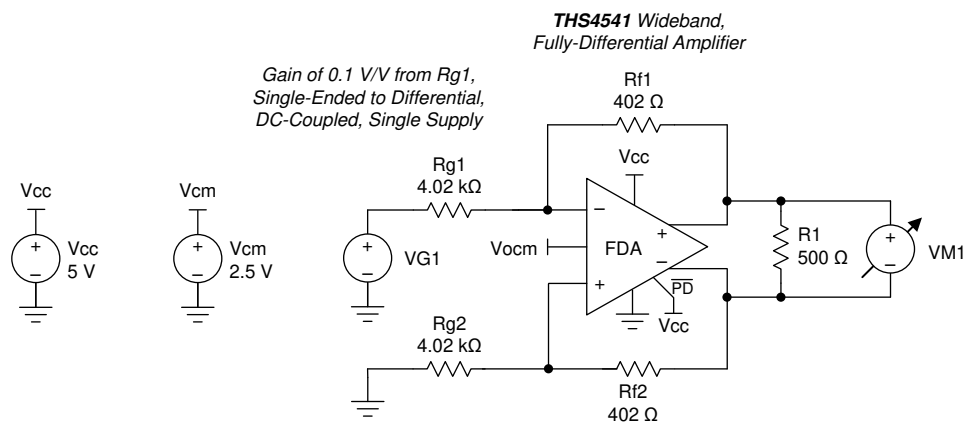 THS4541 Wideband,
Fully-Differential Amplifier
Gain of 0.1 V/V from Rg1,
Single-Ended to Differential,
DC-Coupled, Single Supply
Rf1
402 Ω
Vcc
Rg1
4.02 kΩ
Vcc
Vcm
+
−
Vcc
5 V
+
−
Vcm
2.5 V
+
−
VG1
Vocm
−
+
FDA
+
−
PD
Vcc
R1
500 Ω
+
−
VM1
Rg2
4.02 kΩ
Rf2
402 Ω